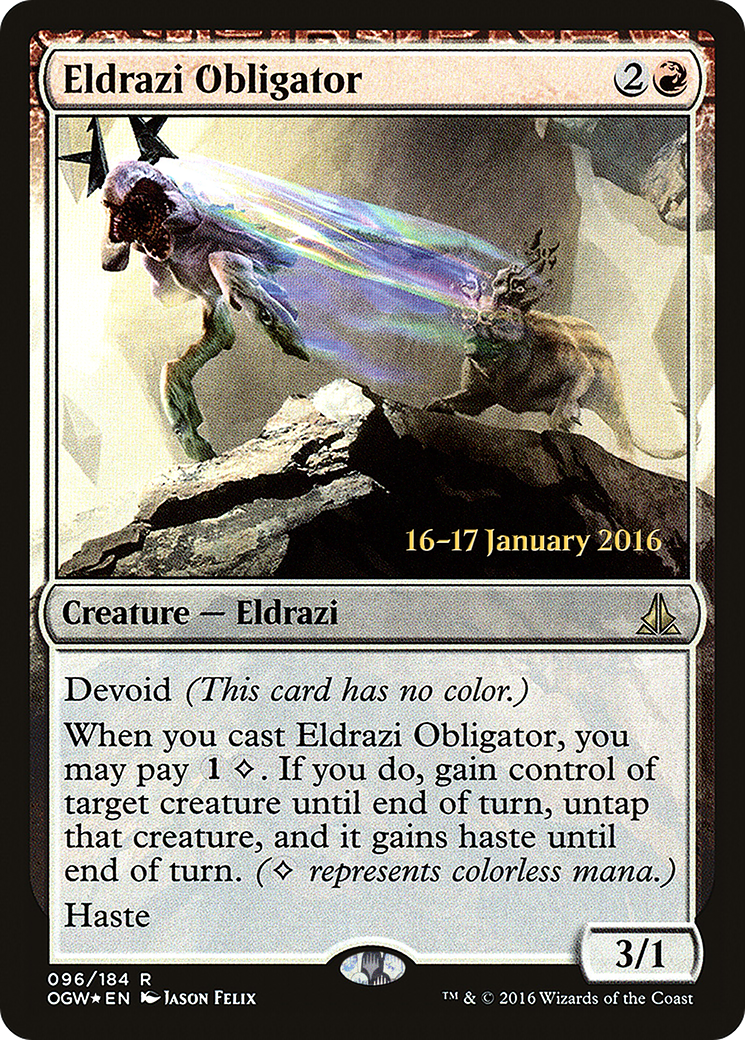 Eldrazi Obligator 2
16–17 January 2016
Creature — Eldrazi
Devoid (This card has no color.)
When you cast Eldrazi Obligator, you
may pay 1 ◇. If you do, gain control of
target creature until end of turn, untap
that creature, and it gains haste until
end of turn. (◇ represents colorless mana.)
Haste
3/1
096/184 R
OGW★EN Jason Felix
™ & © 2016 Wizards of the Coast